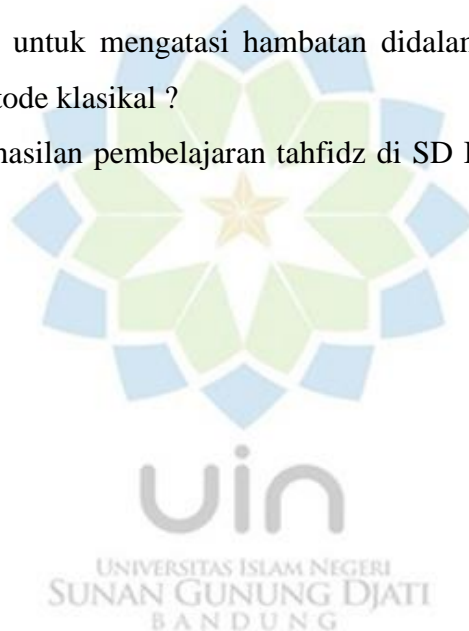 untuk mengatasi hambatan didalam
tode klasikal ?
hasilan pembelajaran tahfidz di SD
uin
UNIVERSITAS ISLAM NEGERI
SUNAN GUNUNG DJATI
BANDUNG